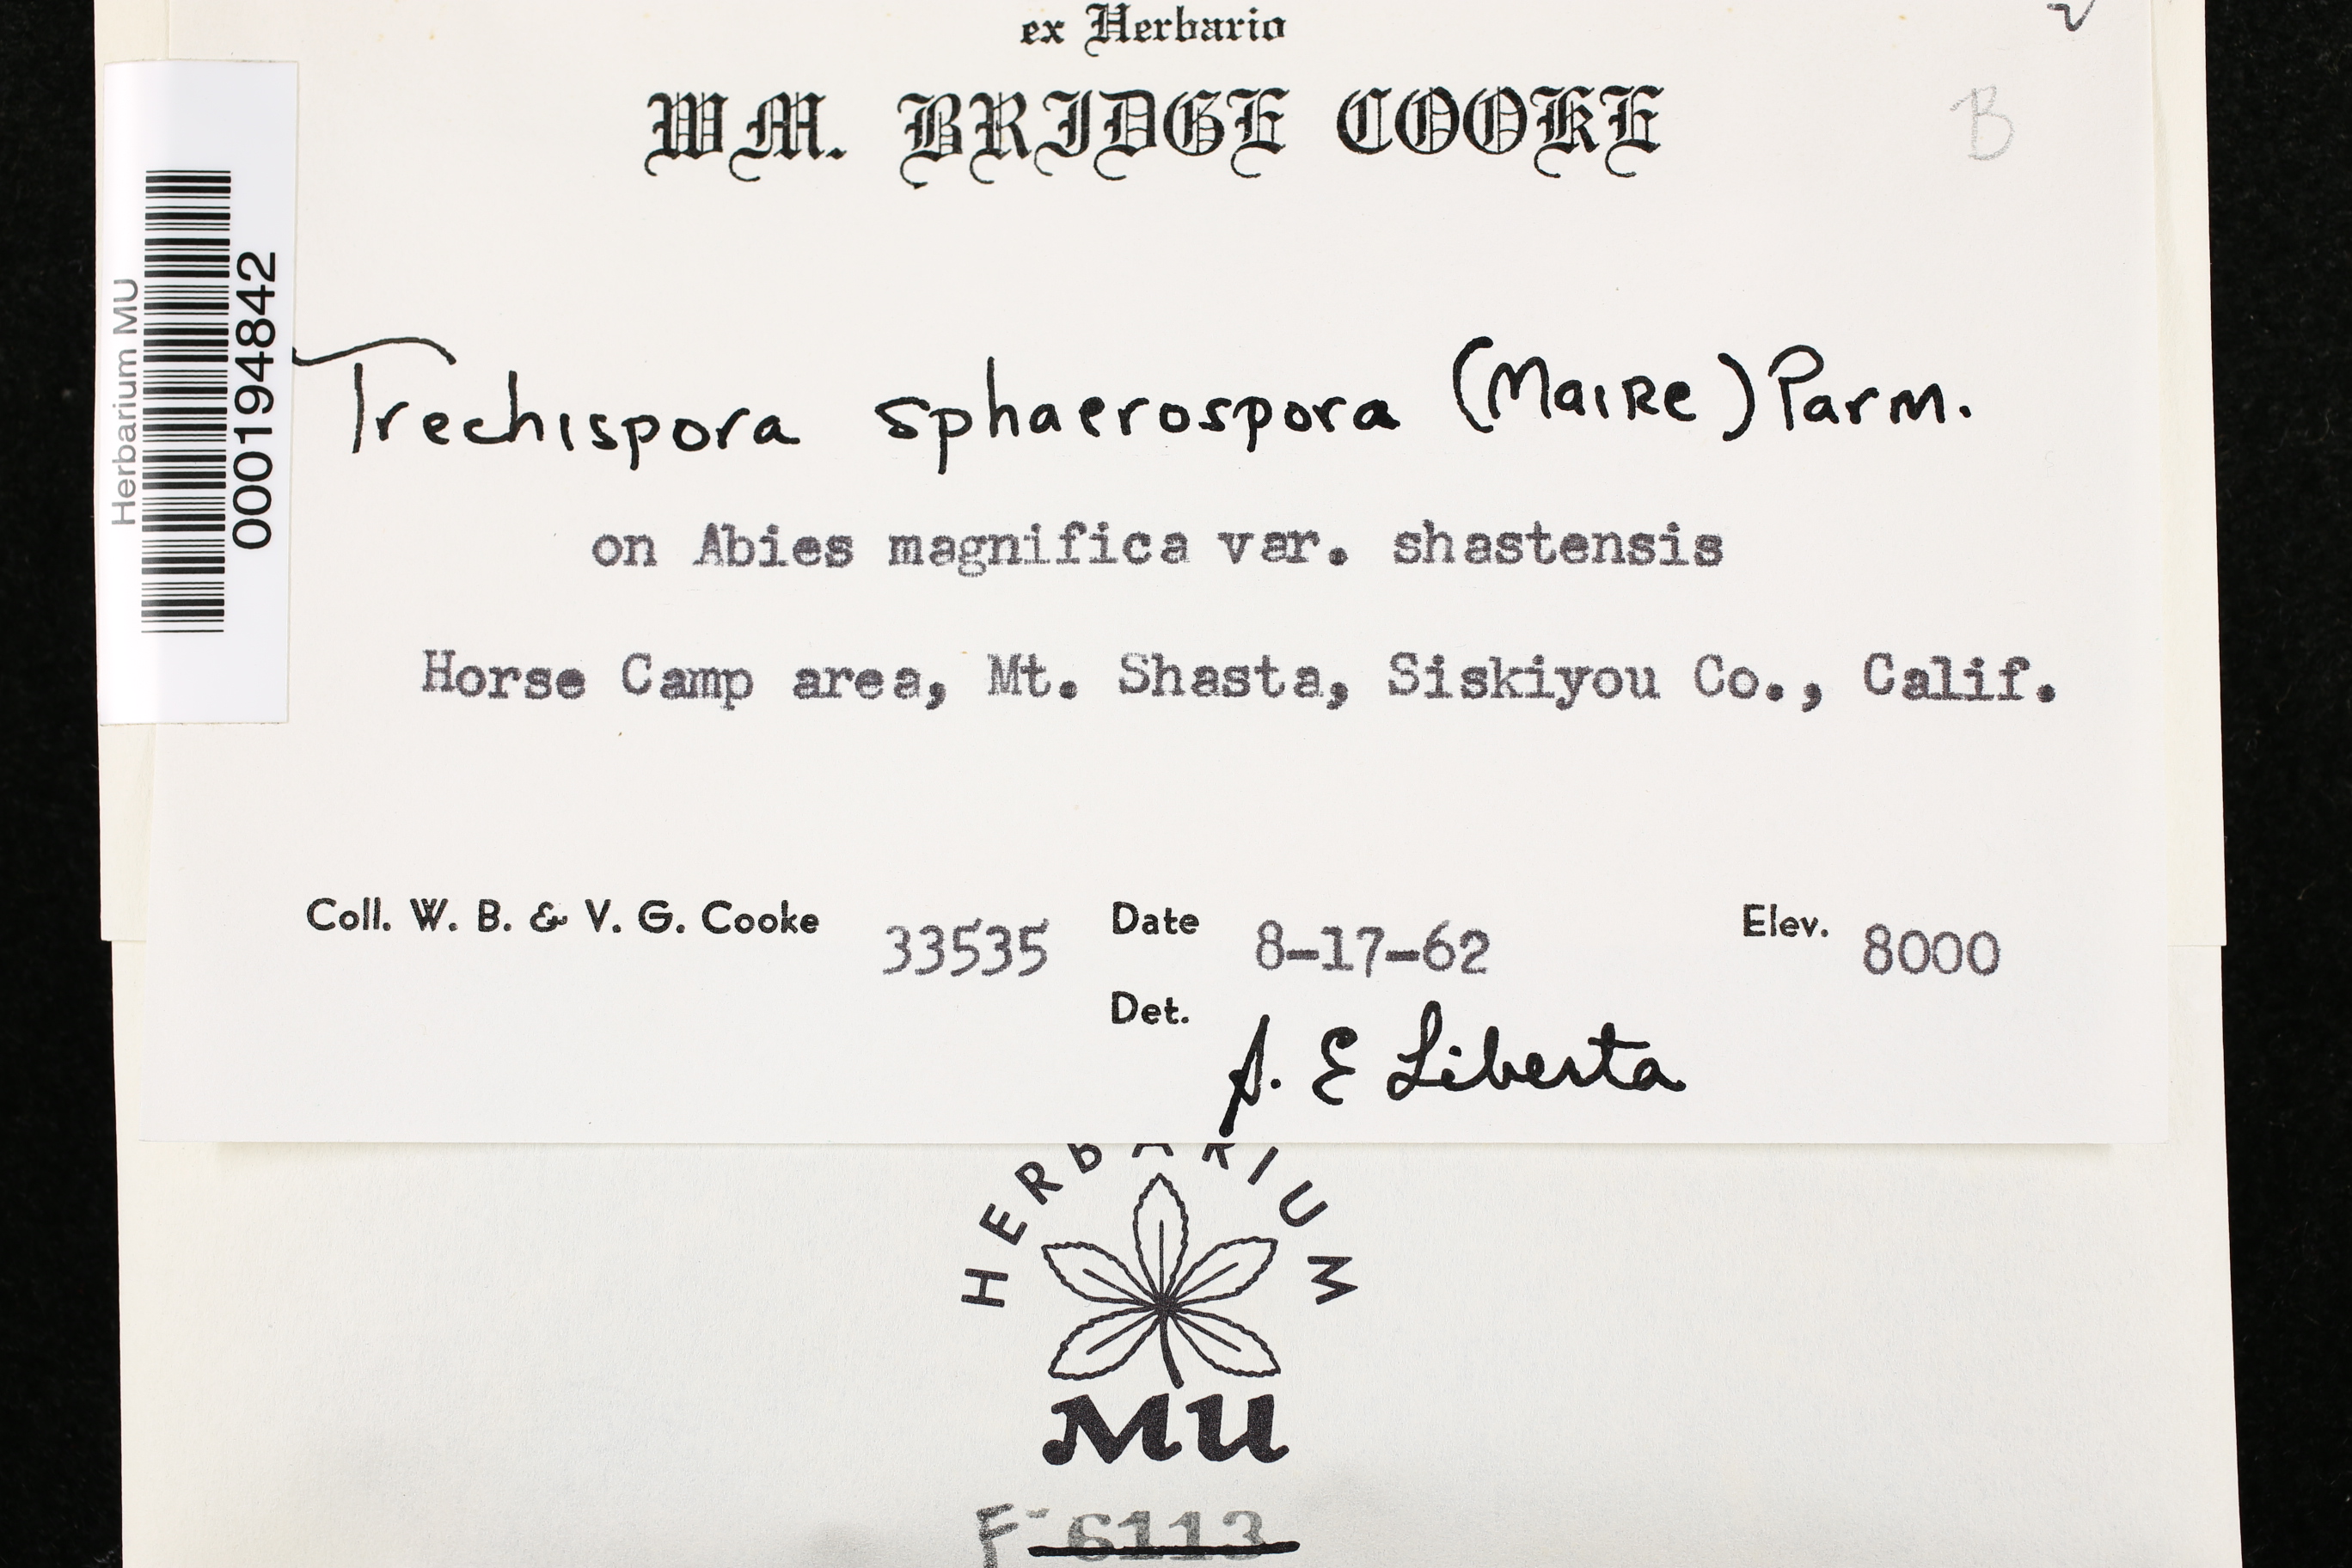 ex Herbario
WM. BRIDGE COOKE
B
Herbarium MU
000194842
Trechispora sphaerospora (Maire) Parm.
on Abies magnifica var. shastensis
Horse Camp area, Mt. Shasta, Siskiyou Co., Calif.
Coll. W. B. & V. G. Cooke 33535 Date 8-17-62 Elev. 8000
Det. A. E Liberta
HERBARIUM
MU
F-6113